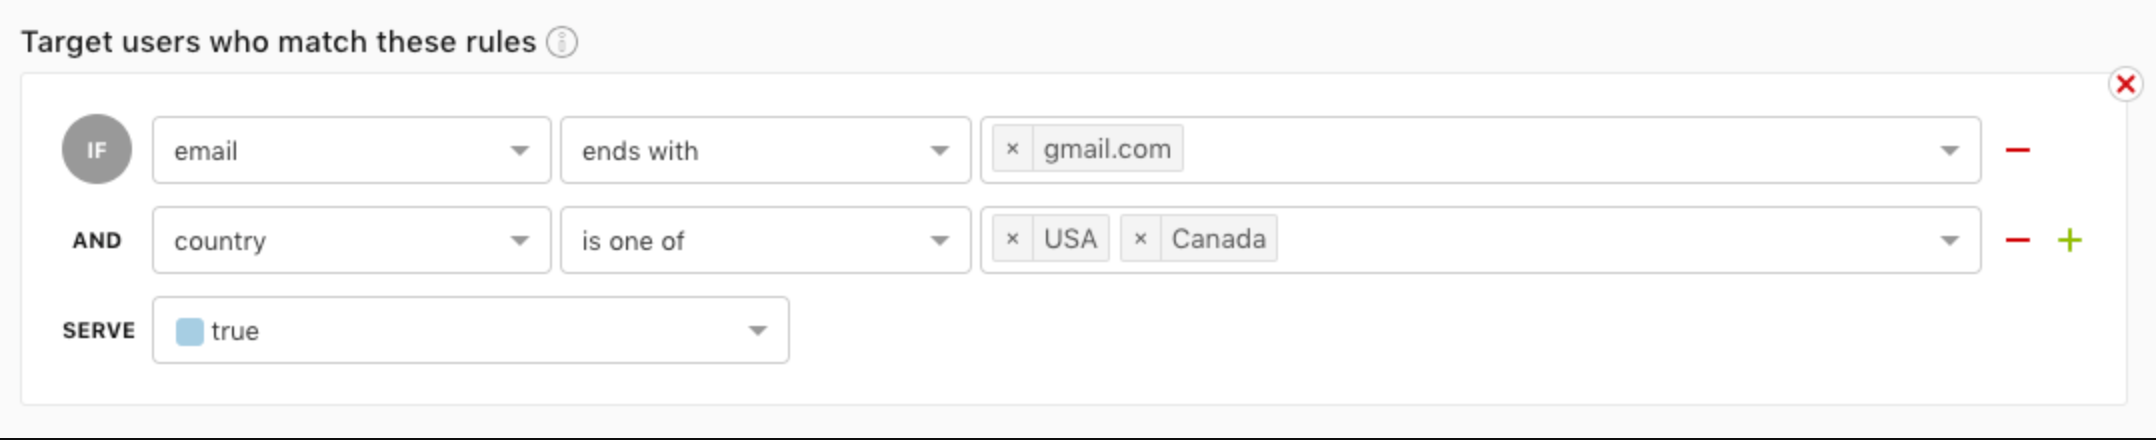 Target users who match these rules
IF email ends with × gmail.com
AND country is one of × USA × Canada
SERVE true